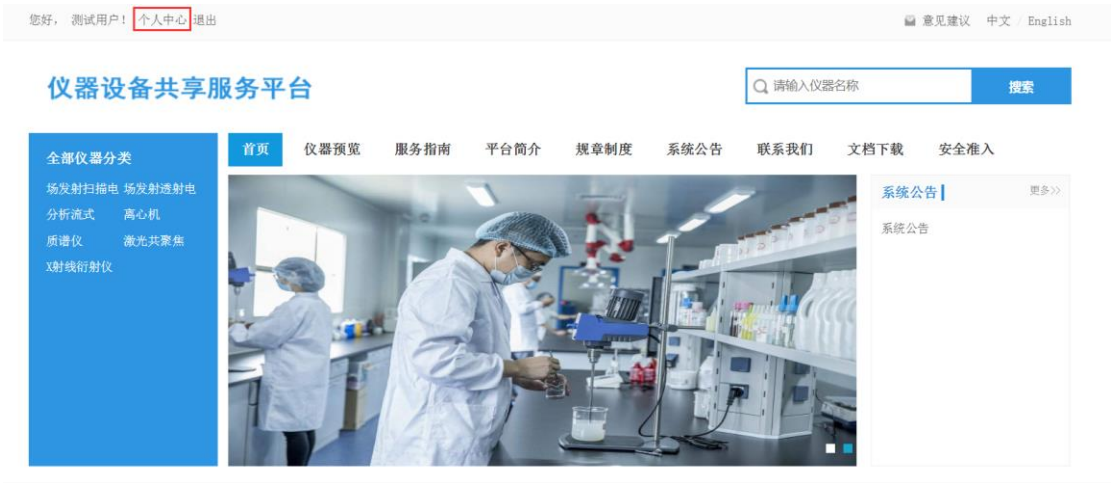 您好， 测试用户！ 个人中心 退出
意见建议 中文 / English
仪器设备共享服务平台
请输入仪器名称
搜索
全部仪器分类
首页 仪器预览 服务指南 平台简介 规章制度 系统公告 联系我们 文档下载 安全准入
场发射扫描电 场发射透射电
分析流式 离心机
质谱仪 激光共聚焦
X射线衍射仪
系统公告
更多>>
系统公告